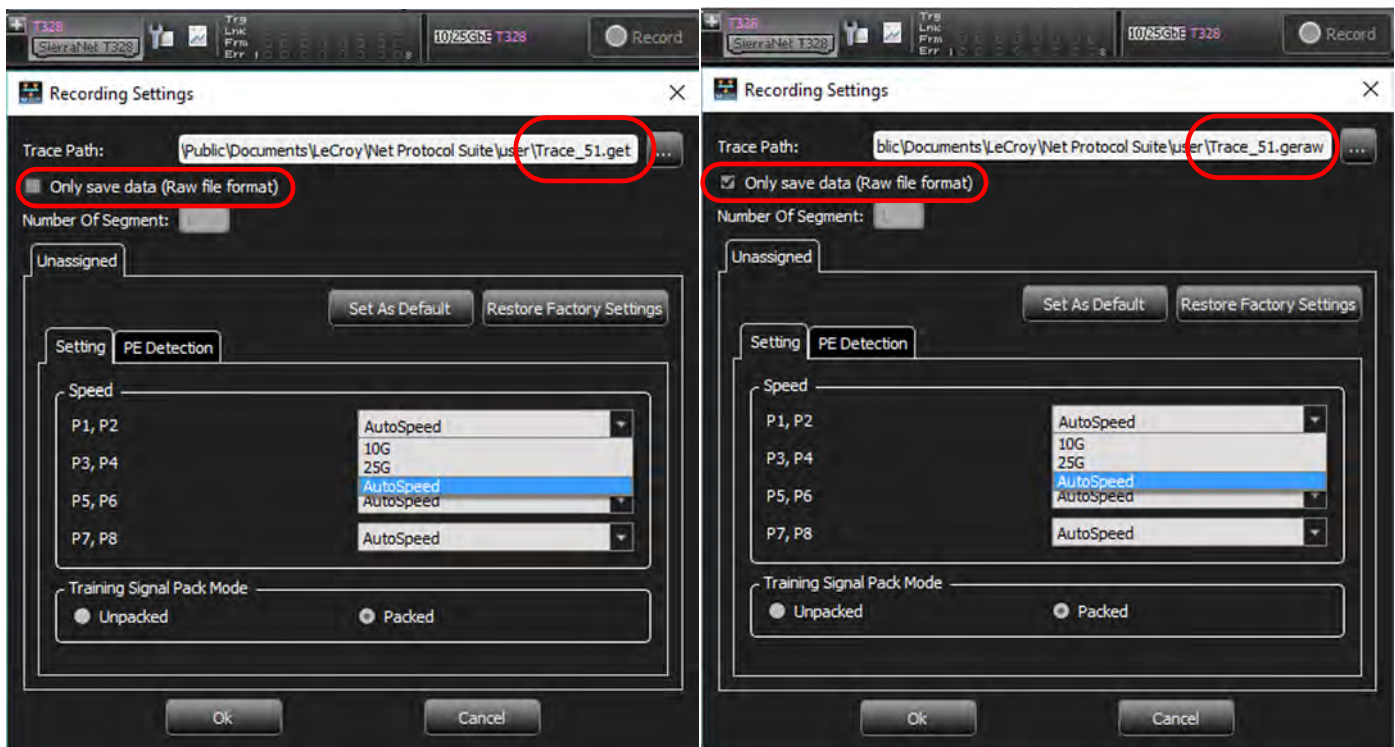 T328
SierraNet T328
Trg
Lnk
Frm
Err 1 8
10/25GbE T328
Record
Recording Settings
Trace Path: \Public\Documents\LeCroy\Net Protocol Suite\user\Trace_51.get ...
Only save data (Raw file format)
Number Of Segment:
Unassigned
Set As Default Restore Factory Settings
Setting PE Detection
Speed
P1, P2 AutoSpeed
10G
P3, P4 25G
AutoSpeed
P5, P6 AutoSpeed
P7, P8 AutoSpeed
Training Signal Pack Mode
Unpacked Packed
Ok Cancel
T328
SierraNet T328
Trg
Lnk
Frm
Err 1 8
10/25GbE T328
Record
Recording Settings
Trace Path: blic\Documents\LeCroy\Net Protocol Suite\user\Trace_51.geraw ...
Only save data (Raw file format)
Number Of Segment:
Unassigned
Set As Default Restore Factory Settings
Setting PE Detection
Speed
P1, P2 AutoSpeed
10G
P3, P4 25G
AutoSpeed
P5, P6 AutoSpeed
P7, P8 AutoSpeed
Training Signal Pack Mode
Unpacked Packed
Ok Cancel